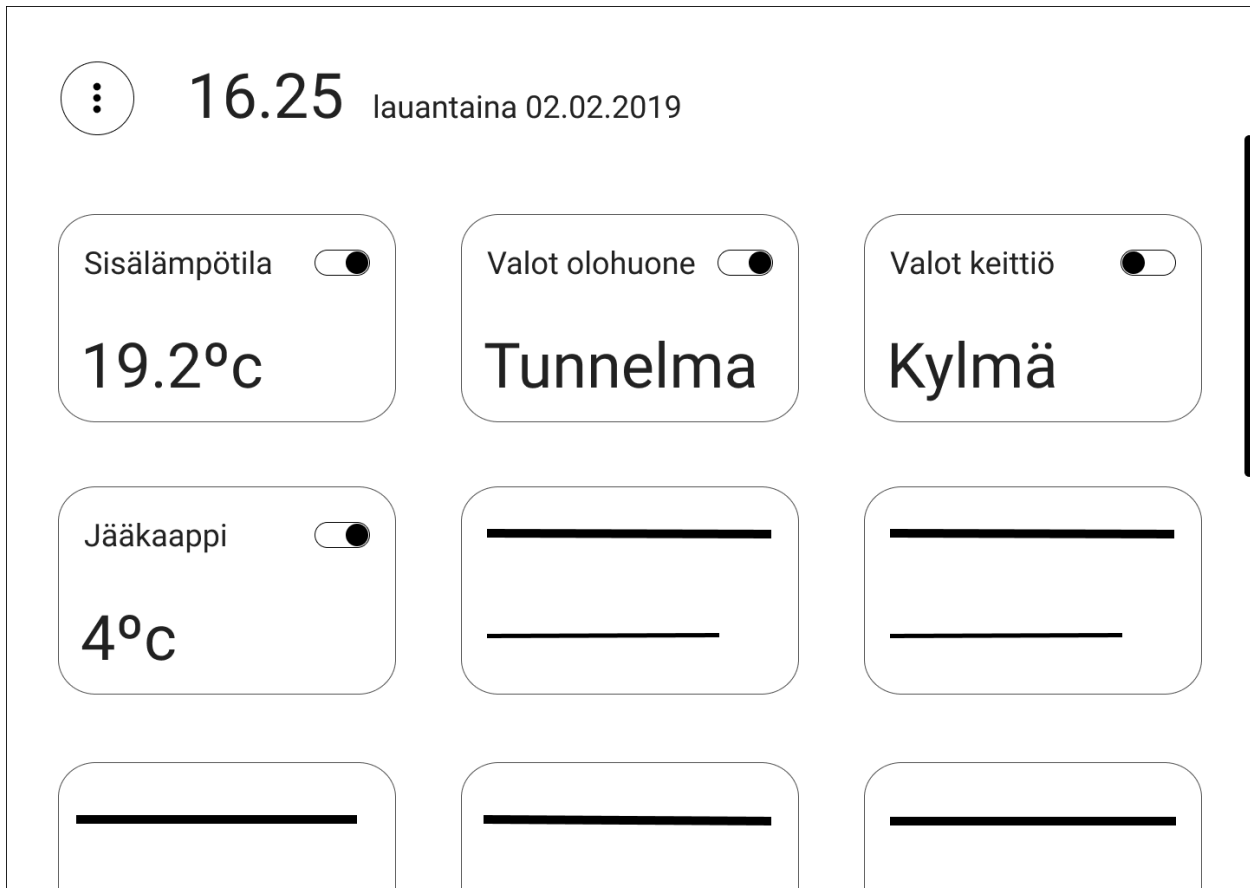 16.25 lauantaina 02.02.2019
Sisälämpötila
19.2ºc
Valot olohuone
Tunnelma
Valot keittiö
Kylmä
Jääkaappi
4ºc